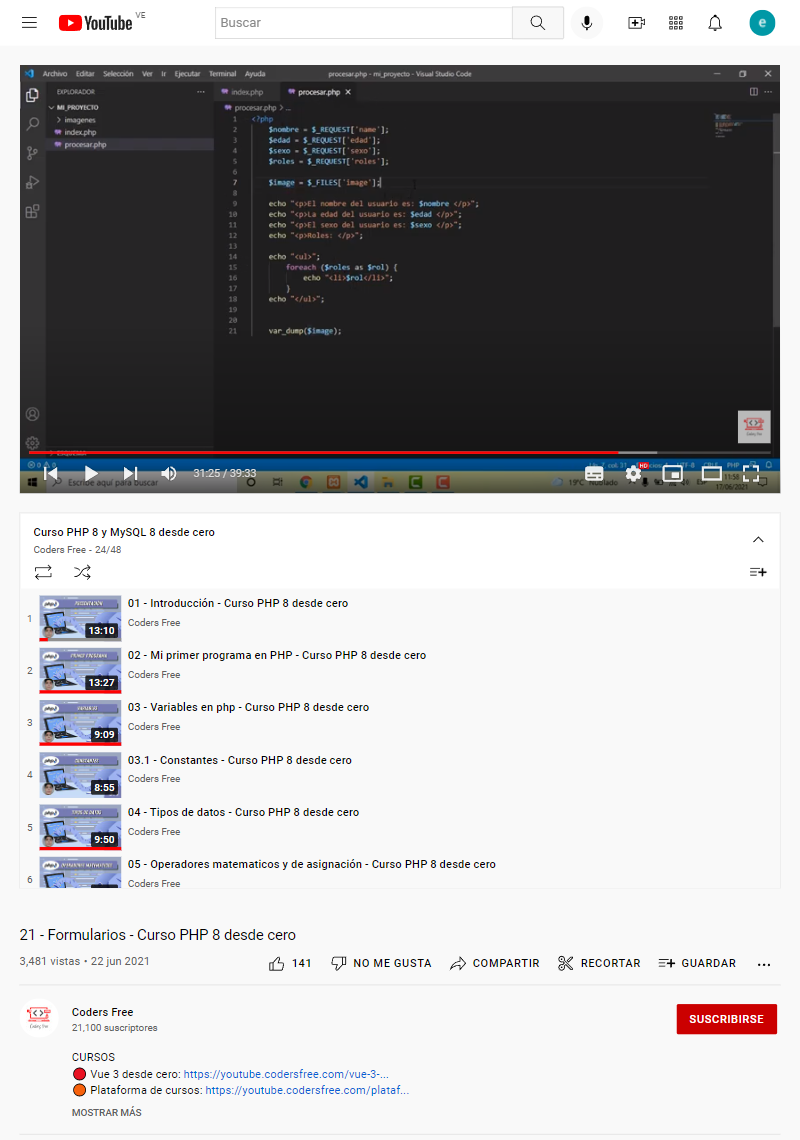 YouTube VE
Buscar
e
Archivo Editar Selección Ver Ir Ejecutar Terminal Ayuda
procesar.php - mi_proyecto - Visual Studio Code
EXPLORADOR
MI_PROYECTO
imagenes
index.php
procesar.php
index.php
procesar.php
procesar.php > ...
1 <?php
2 $nombre = $_REQUEST['name'];
3 $edad = $_REQUEST['edad'];
4 $sexo = $_REQUEST['sexo'];
5 $roles = $_REQUEST['roles'];
6
7 $image = $_FILES['image'];
8
9 echo "<p>El nombre del usuario es: $nombre </p>";
10 echo "<p>La edad del usuario es: $edad </p>";
11 echo "<p>El sexo del usuario es: $sexo </p>";
12 echo "<p>Roles: </p>";
13
14 echo "<ul>";
15 foreach ($roles as $rol) {
16 echo "<li>$rol</li>";
17 }
18 echo "</ul>";
19
20
21 var_dump($image);
31:25 / 39:33
HD
Escribe aquí para buscar
19°C Nublado
11:58
17/06/2021
Curso PHP 8 y MySQL 8 desde cero
Coders Free - 24/48
1
13:10
01 - Introducción - Curso PHP 8 desde cero
Coders Free
2
13:27
02 - Mi primer programa en PHP - Curso PHP 8 desde cero
Coders Free
3
9:09
03 - Variables en php - Curso PHP 8 desde cero
Coders Free
4
8:55
03.1 - Constantes - Curso PHP 8 desde cero
Coders Free
5
9:50
04 - Tipos de datos - Curso PHP 8 desde cero
Coders Free
6
05 - Operadores matematicos y de asignación - Curso PHP 8 desde cero
Coders Free
21 - Formularios - Curso PHP 8 desde cero
3,481 vistas • 22 jun 2021
141
NO ME GUSTA
COMPARTIR
RECORTAR
GUARDAR
Coders Free
21,100 suscriptores
SUSCRIBIRSE
CURSOS
Vue 3 desde cero: https://youtube.codersfree.com/vue-3-...
Plataforma de cursos: https://youtube.codersfree.com/plataf...
MOSTRAR MÁS